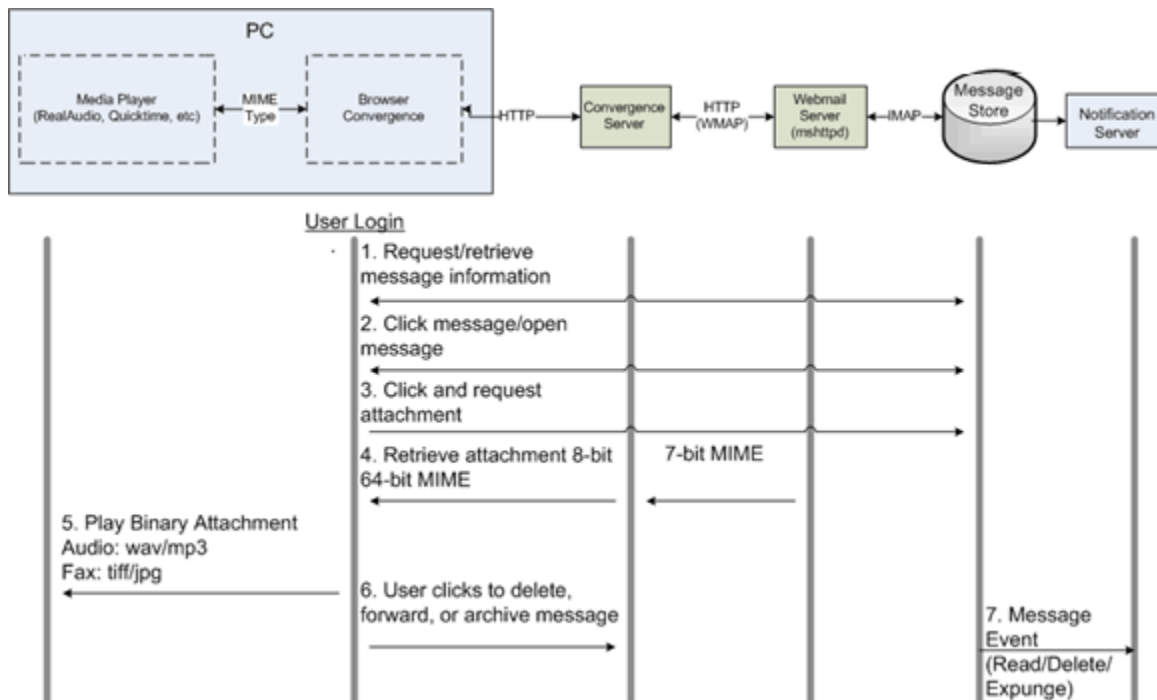 PC
Media Player
(RealAudio, Quicktime, etc)
MIME
Type
Browser
Convergence
HTTP
Convergence
Server
HTTP
(WMAP)
Webmail
Server
(mshttpd)
IMAP
Message
Store
Notification
Server
User Login
1. Request/retrieve
message information
2. Click message/open
message
3. Click and request
attachment
4. Retrieve attachment 8-bit
64-bit MIME
7-bit MIME
5. Play Binary Attachment
Audio: wav/mp3
Fax: tiff/jpg
6. User clicks to delete,
forward, or archive message
7. Message
Event
(Read/Delete/
Expunge)